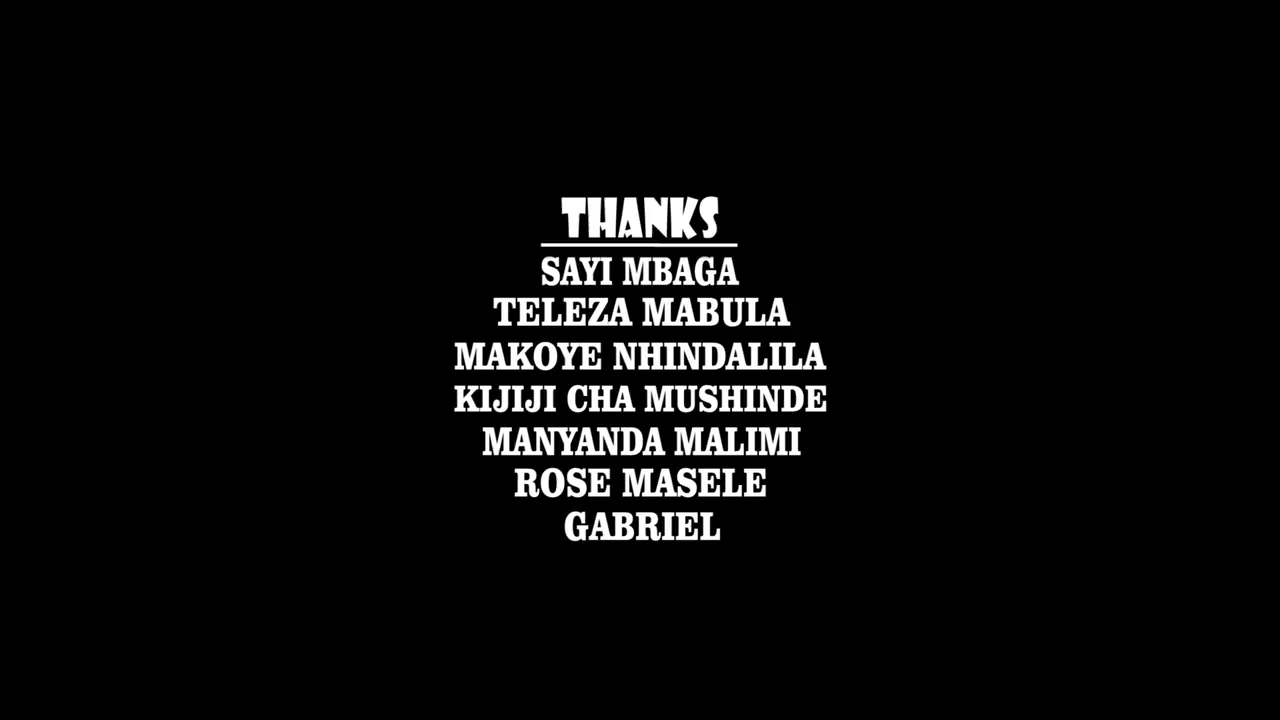 THANKS
SAYI MBAGA
TELEZA MABULA
MAKOYE NHINDALILA
KIJIJI CHA MUSHINDE
MANYANDA MALIMI
ROSE MASELE
GABRIEL